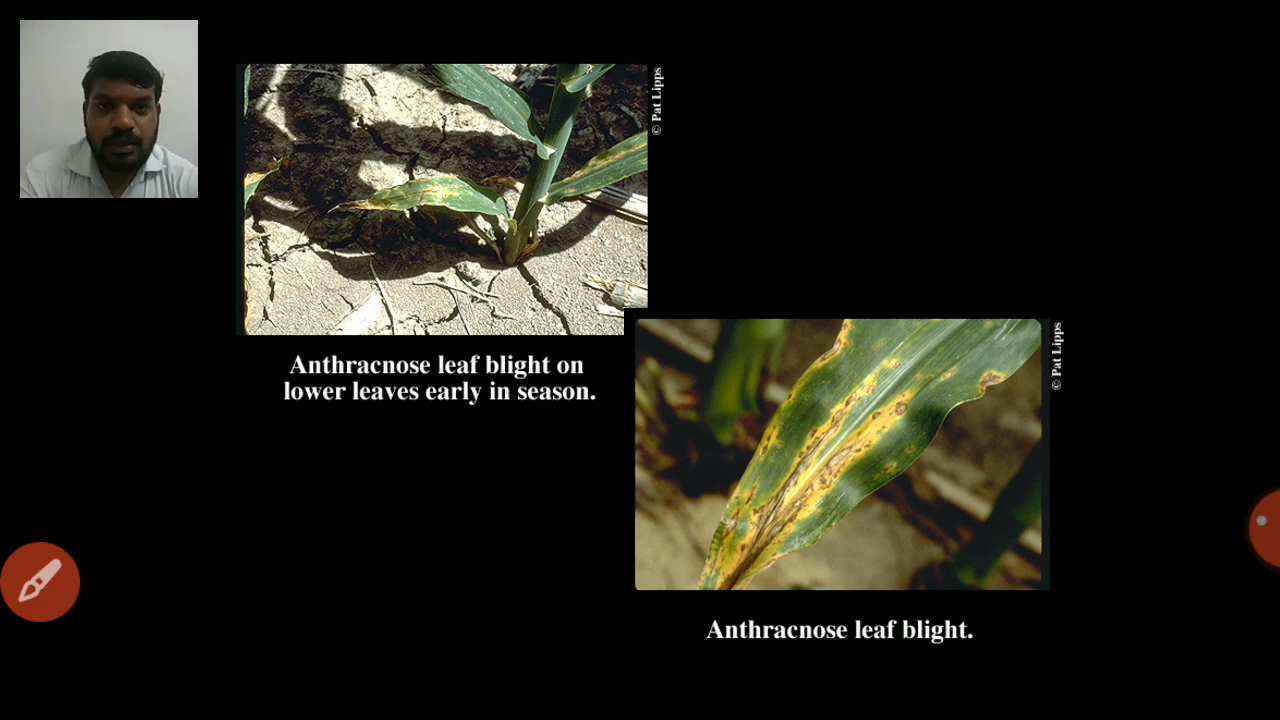 © Pat Lipps
Anthracnose leaf blight on
lower leaves early in season.
© Pat Lipps
Anthracnose leaf blight.